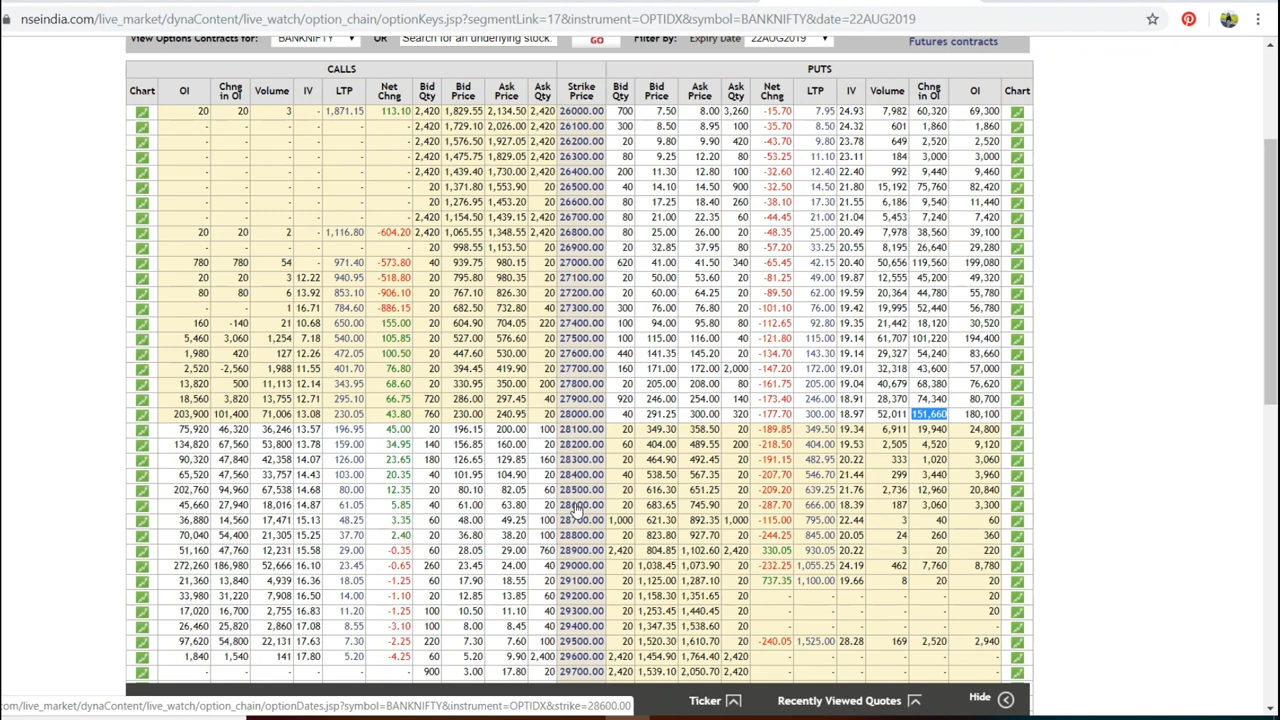 nseindia.com/live_market/dynaContent/live_watch/option_chain/optionKeys.jsp?segmentLink=17&instrument=OPTIDX&symbol=BANKNIFTY&date=22AUG2019
View Options Contracts for: BANKNIFTY OR Search for an underlying stock. GO Filter by: Expiry Date 22AUG2019 Futures contracts
CALLS PUTS
Chart OI Chng in OI Volume IV LTP Net Chng Bid Qty Bid Price Ask Price Ask Qty Strike Price Bid Qty Bid Price Ask Price Ask Qty Net Chng LTP IV Volume Chng in OI OI Chart
20 20 3 - 1,871.15 113.10 2,420 1,829.55 2,134.50 2,420 26000.00 700 7.50 8.00 3,260 -15.70 7.95 24.93 7,982 60,320 69,300
- - - - - - 2,420 1,729.10 2,026.00 2,420 26100.00 300 8.50 8.95 100 -35.70 8.50 24.32 601 1,860 1,860
- - - - - - 2,420 1,576.50 1,927.05 2,420 26200.00 20 9.80 9.90 420 -43.70 9.80 23.78 649 2,520 2,520
- - - - - - 2,420 1,475.75 1,829.05 2,420 26300.00 80 9.25 12.20 80 -53.25 11.10 23.11 184 3,000 3,000
- - - - - - 2,420 1,439.40 1,730.00 2,420 26400.00 200 11.30 12.80 100 -32.60 12.40 22.60 992 9,440 9,460
- - - - - - 20 1,371.80 1,553.90 20 26500.00 40 14.10 14.50 900 -32.50 14.50 21.80 15,192 75,760 82,420
- - - - - - 20 1,276.95 1,453.20 20 26600.00 80 17.25 18.40 260 -38.10 17.30 21.55 6,186 9,540 11,440
- - - - - - 2,420 1,154.50 1,439.15 2,420 26700.00 80 21.00 22.35 60 -44.45 21.00 21.04 5,453 7,240 7,420
20 20 2 - 1,116.80 -604.20 2,420 1,065.55 1,348.55 2,420 26800.00 80 25.00 26.00 20 -48.35 25.00 20.49 7,978 38,560 39,100
- - - - - - 20 998.55 1,153.50 20 26900.00 20 32.85 37.95 80 -57.20 33.25 20.55 8,195 26,640 29,280
780 780 54 - 971.40 -573.80 40 939.75 980.15 20 27000.00 620 41.00 41.50 340 -65.45 42.15 20.40 50,656 119,560 199,080
20 20 3 12.22 940.95 -518.80 20 795.80 980.35 20 27100.00 20 50.00 53.60 20 -81.25 49.00 19.87 12,555 45,200 49,320
80 80 6 13.92 853.10 -906.10 20 767.10 826.30 20 27200.00 20 60.00 64.25 20 -89.50 62.00 19.59 20,364 44,780 55,780
- - 1 16.71 784.60 -886.15 20 682.50 732.80 40 27300.00 300 76.00 76.80 20 -101.10 76.00 19.42 19,995 52,440 56,780
160 -140 21 10.68 650.00 155.00 20 604.90 704.05 220 27400.00 100 94.00 95.80 80 -112.65 92.80 19.35 21,442 18,120 30,520
5,460 3,060 1,254 7.18 540.00 105.85 20 527.00 576.60 20 27500.00 100 115.00 116.00 40 -121.80 115.00 19.14 61,707 101,220 194,400
1,980 420 127 12.26 472.05 100.50 20 447.60 530.00 20 27600.00 440 141.35 145.20 20 -134.70 143.30 19.14 29,327 54,240 83,660
2,520 -2,560 1,988 11.55 401.10 76.80 20 394.45 419.90 20 27700.00 160 171.00 172.00 2,000 -147.20 172.00 19.01 32,318 43,600 57,000
13,820 500 11,113 12.14 343.95 68.60 20 330.95 350.00 200 27800.00 20 205.00 208.00 80 -161.75 205.00 19.04 40,679 68,380 76,620
18,560 3,820 13,755 12.71 295.70 66.75 720 256.00 287.60 40 27900.00 920 246.00 254.00 140 -173.40 246.00 18.91 28,370 74,340 80,700
203,900 101,400 71,006 13.08 230.05 43.80 760 230.00 240.95 20 28000.00 40 291.25 300.00 320 -177.70 300.00 18.97 52,011 151,660 180,100
75,920 46,320 36,246 13.57 196.95 45.00 20 196.15 200.00 100 28100.00 20 349.30 358.50 20 -189.85 349.50 19.34 6,911 19,940 24,800
134,820 67,560 53,800 13.78 159.00 34.95 140 156.85 160.00 20 28200.00 60 404.00 489.55 200 -218.50 404.00 19.53 2,505 4,520 9,120
90,320 47,840 42,358 14.07 126.00 23.65 180 126.65 129.85 160 28300.00 20 464.90 492.45 20 -191.15 482.95 20.22 333 1,020 3,060
65,520 47,560 33,757 14.43 103.00 20.35 40 101.95 104.90 20 28400.00 40 538.50 567.35 20 -207.70 546.70 21.44 299 3,440 3,960
202,760 94,960 67,538 14.68 80.00 12.35 20 80.10 82.05 60 28500.00 20 616.30 651.25 20 -209.20 639.25 21.76 2,736 12,960 20,840
45,660 27,940 18,016 14.87 61.05 5.85 40 61.00 63.80 20 20 683.65 745.90 20 -287.70 666.00 18.39 187 3,060 3,300
36,880 14,560 17,471 15.13 48.25 3.35 60 48.00 49.25 100 28700.00 1,000 621.30 892.35 1,000 -115.00 795.00 22.44 3 40 60
70,040 54,400 21,305 15.25 37.70 2.40 20 36.80 38.20 100 28800.00 20 823.80 927.70 20 -244.25 845.00 20.05 24 260 360
51,160 47,760 12,231 15.58 29.00 -0.35 60 28.05 29.00 760 28900.00 2,420 804.85 1,102.60 2,420 330.05 930.05 20.22 3 20 220
272,260 186,980 52,666 16.10 23.45 -0.65 260 23.45 24.00 40 29000.00 20 1,038.45 1,073.90 20 -232.25 1,055.25 24.19 462 7,760 8,780
21,360 13,840 4,939 16.36 18.05 -1.25 60 17.90 18.55 20 29100.00 20 1,125.00 1,287.10 20 737.35 1,100.00 19.66 8 20 20
33,980 31,220 7,908 16.50 14.00 -1.10 20 12.85 13.85 60 29200.00 20 1,158.30 1,351.65 20 - - - - - 20
17,020 16,700 2,755 16.83 11.20 -1.25 100 10.50 11.10 40 29300.00 20 1,253.45 1,440.45 20 - - - - - 20
26,460 25,820 2,860 17.08 8.55 -3.10 100 8.00 8.45 40 29400.00 20 1,347.35 1,538.60 20 - - - - - -
97,620 54,800 22,131 17.63 7.30 -2.25 220 7.30 7.60 100 29500.00 20 1,520.30 1,610.70 20 -240.05 1,525.00 28.28 169 2,520 2,940
1,840 1,540 141 17.80 5.20 -4.25 60 5.20 9.90 2,400 29600.00 2,420 1,454.90 1,764.40 2,420 - - - - - -
- - - - - - 900 3.00 17.80 20 29700.00 2,420 1,539.10 2,050.70 2,420 - - - - - -
Ticker Recently Viewed Quotes Hide
com/live_market/dynaContent/live_watch/option_chain/optionDates.jsp?symbol=BANKNIFTY&instrument=OPTIDX&strike=28600.00